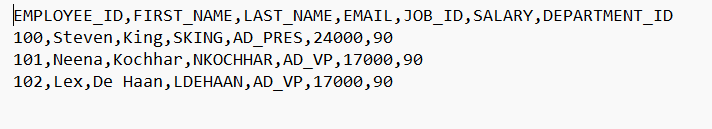 EMPLOYEE_ID,FIRST_NAME,LAST_NAME,EMAIL,JOB_ID,SALARY,DEPARTMENT_ID
100,Steven,King,SKING,AD_PRES,24000,90
101,Neena,Kochhar,NKOCHHAR,AD_VP,17000,90
102,Lex,De Haan,LDEHAAN,AD_VP,17000,90